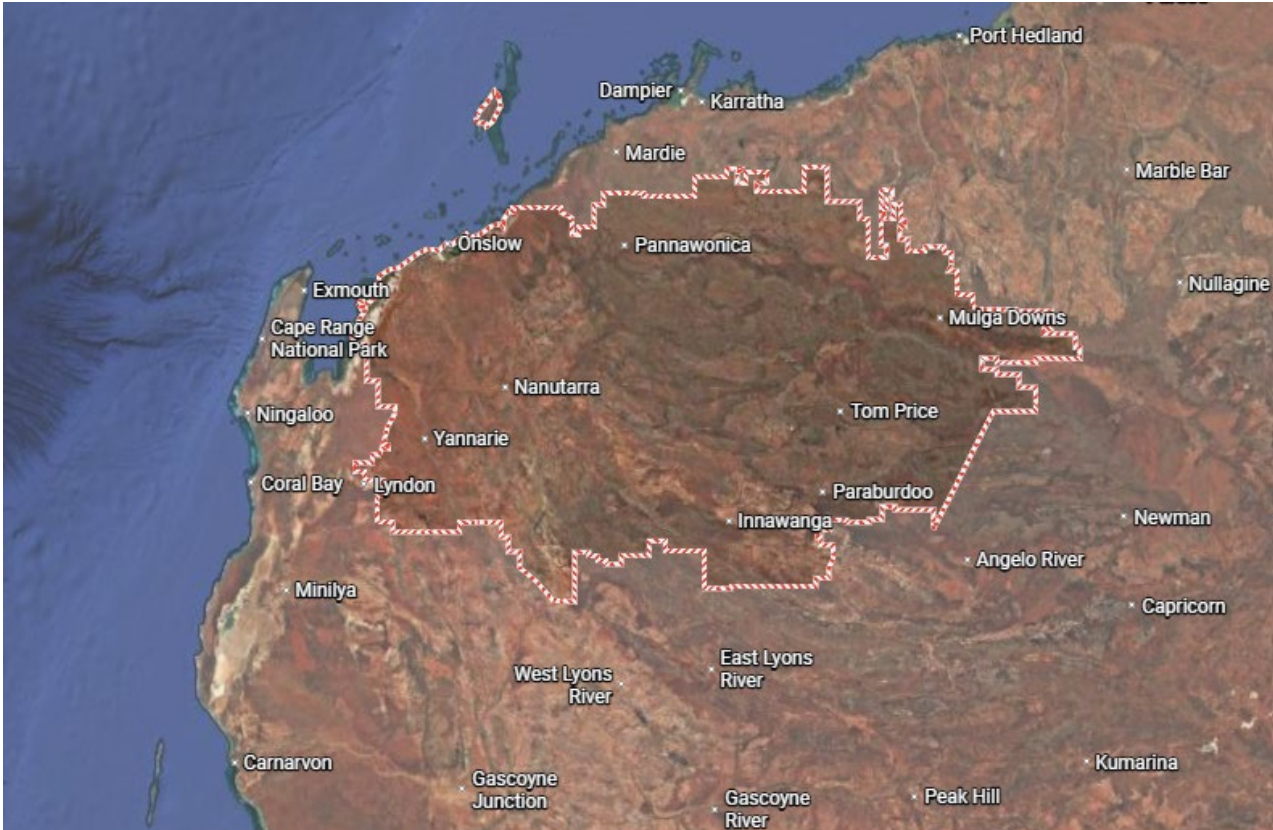 Port Hedland
Dampier
Karratha
Mardie
Marble Bar
Onslow
Pannawonica
Exmouth
Nullagine
Cape Range
National Park
Mulga Downs
Nanutarra
Ningaloo
Tom Price
Yannarie
Coral Bay
Lyndon
Paraburdoo
Innawanga
Newman
Angelo River
Minilya
Capricorn
West Lyons
River
East Lyons
River
Carnarvon
Kumarina
Gascoyne
Junction
Gascoyne
River
Peak Hill